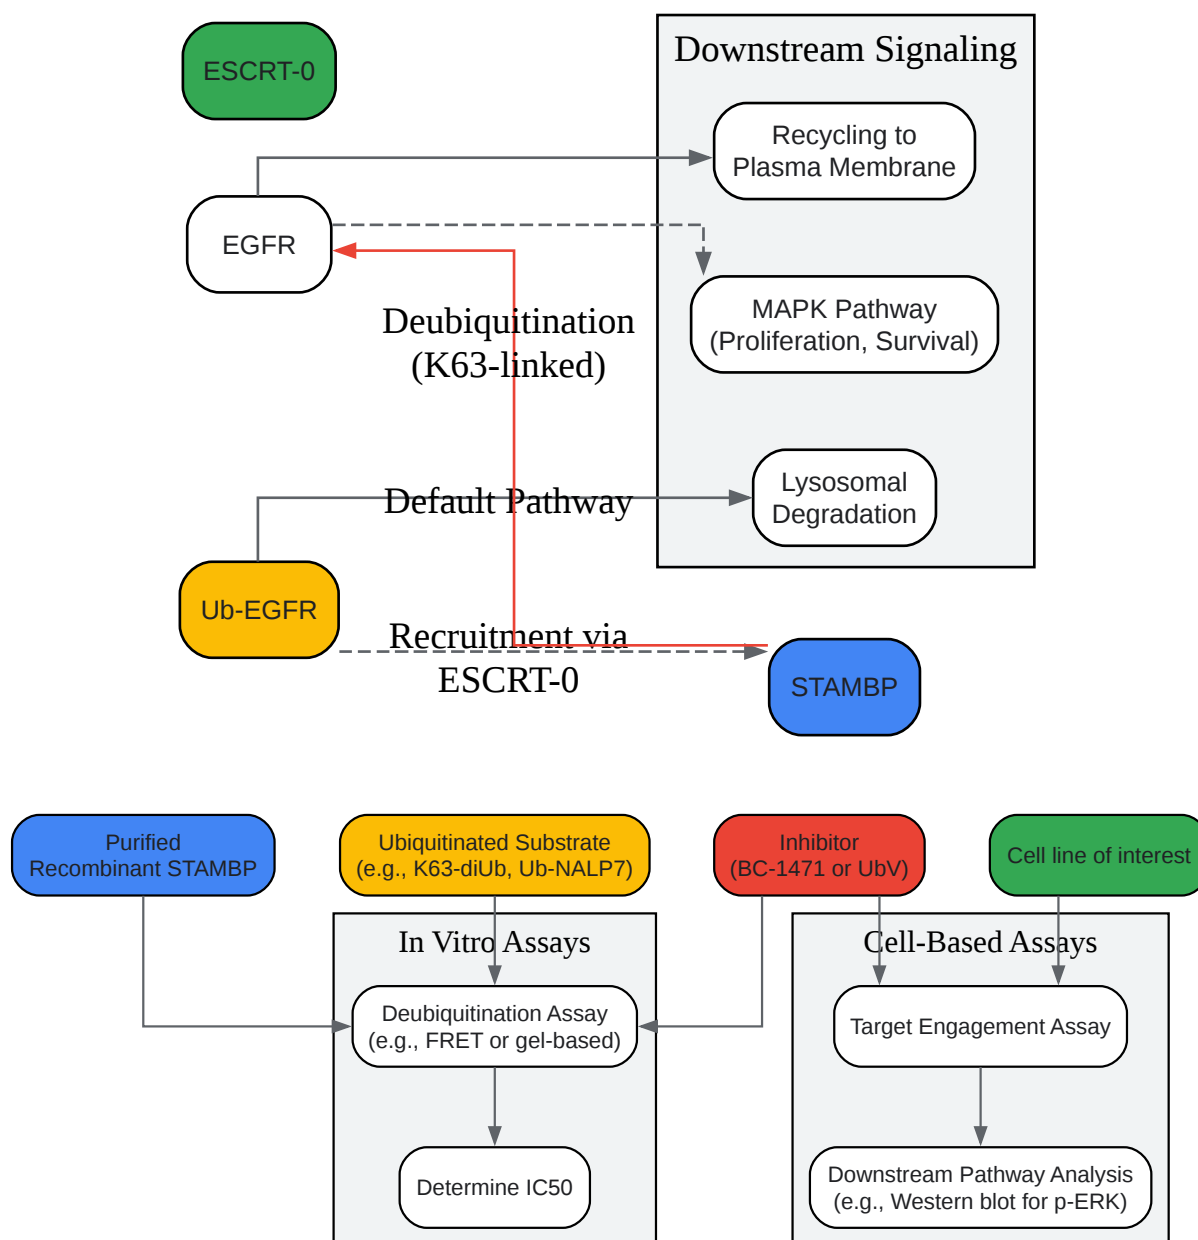 ESCRT-0
Downstream Signaling
Recycling to
Plasma Membrane
EGFR
MAPK Pathway
(Proliferation, Survival)
Deubiquitination
(K63-linked)
Default Pathway
Lysosomal
Degradation
Ub-EGFR
Recruitment via
ESCRT-0
STAMBP
Purified
Recombinant STAMBP
Ubiquitinated Substrate
(e.g., K63-diUb, Ub-NALP7)
Inhibitor
(BC-1471 or UbV)
Cell line of interest
In Vitro Assays
Cell-Based Assays
Deubiquitination Assay
(e.g., FRET or gel-based)
Target Engagement Assay
Determine IC50
Downstream Pathway Analysis
(e.g., Western blot for p-ERK)